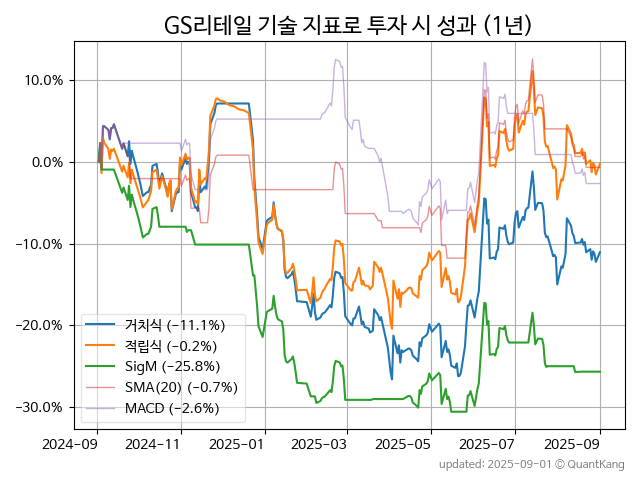 GS리테일 기술 지표로 투자 시 성과 (1년)
10.0%
0.0%
−10.0%
−20.0%
−30.0%
거치식 (−11.1%)
적립식 (−0.2%)
SigM (−25.8%)
SMA(20) (−0.7%)
MACD (−2.6%)
2024-09 2024-11 2025-01 2025-03 2025-05 2025-07 2025-09
updated: 2025-09-01 © QuantKang